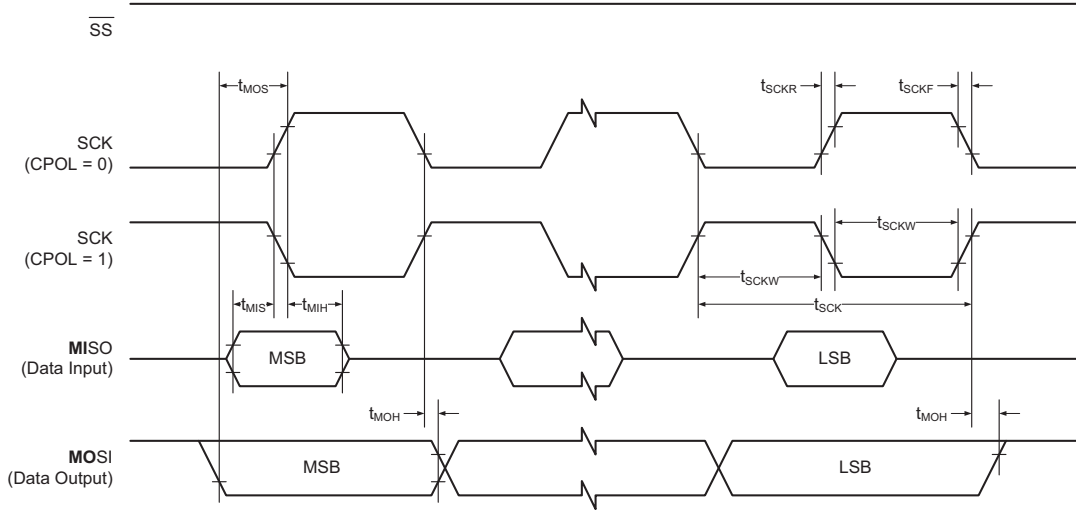 SS
tMOS
tSCKR
tSCKF
SCK
(CPOL = 0)
SCK
(CPOL = 1)
tSCKW
tSCKW
tMIS
tMIH
tSCK
MISO
(Data Input)
MSB
LSB
tMOH
tMOH
MOSI
(Data Output)
MSB
LSB